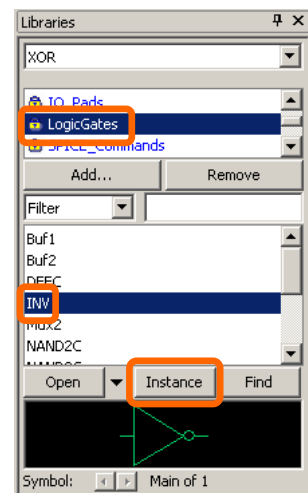 Libraries
XOR
IO_Pads
LogicGates
SPICE_Commands
Add... Remove
Filter
Buf1
Buf2
DFFC
INV
Mux2
NAND2C
Open Instance Find
Symbol: Main of 1